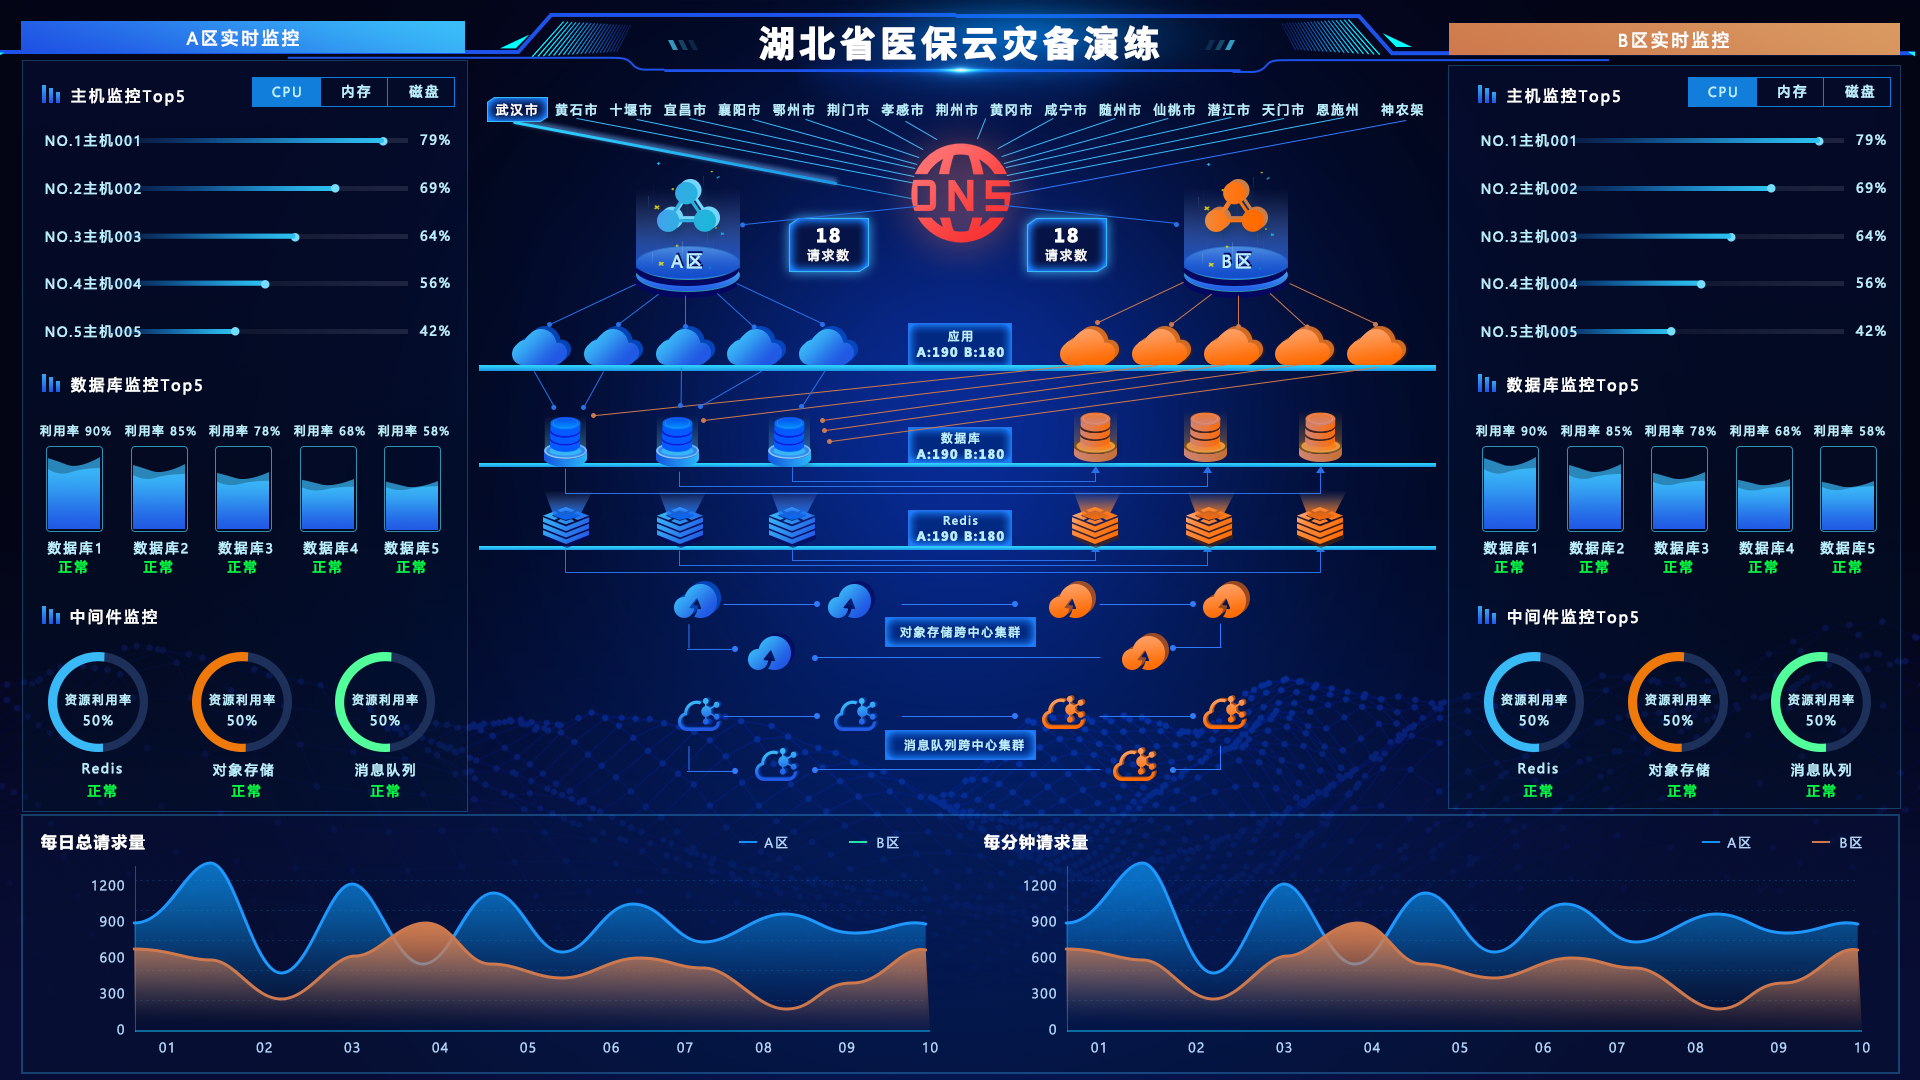 湖北省医保云灾备演练
A区实时监控
主机监控Top5
CPU 内存 磁盘
NO.1主机001 79%
NO.2主机002 69%
NO.3主机003 64%
NO.4主机004 56%
NO.5主机005 42%
数据库监控Top5
利用率 90% 利用率 85% 利用率 78% 利用率 68% 利用率 58%
数据库1 数据库2 数据库3 数据库4 数据库5
正常 正常 正常 正常 正常
中间件监控
资源利用率 资源利用率 资源利用率
50% 50% 50%
Redis 对象存储 消息队列
正常 正常 正常
武汉市 黄石市 十堰市 宜昌市 襄阳市 鄂州市 荆门市 孝感市 荆州市 黄冈市 咸宁市 随州市 仙桃市 潜江市 天门市 恩施州 神农架
DNS
18
请求数
18
请求数
A区
B区
应用
A:190 B:180
数据库
A:190 B:180
Redis
A:190 B:180
对象存储跨中心集群
消息队列跨中心集群
B区实时监控
主机监控Top5
CPU 内存 磁盘
NO.1主机001 79%
NO.2主机002 69%
NO.3主机003 64%
NO.4主机004 56%
NO.5主机005 42%
数据库监控Top5
利用率 90% 利用率 85% 利用率 78% 利用率 68% 利用率 58%
数据库1 数据库2 数据库3 数据库4 数据库5
正常 正常 正常 正常 正常
中间件监控Top5
资源利用率 资源利用率 资源利用率
50% 50% 50%
Redis 对象存储 消息队列
正常 正常 正常
每日总请求量
A区 B区
1200
900
600
300
0
01 02 03 04 05 06 07 08 09 10
每分钟请求量
A区 B区
1200
900
600
300
0
01 02 03 04 05 06 07 08 09 10